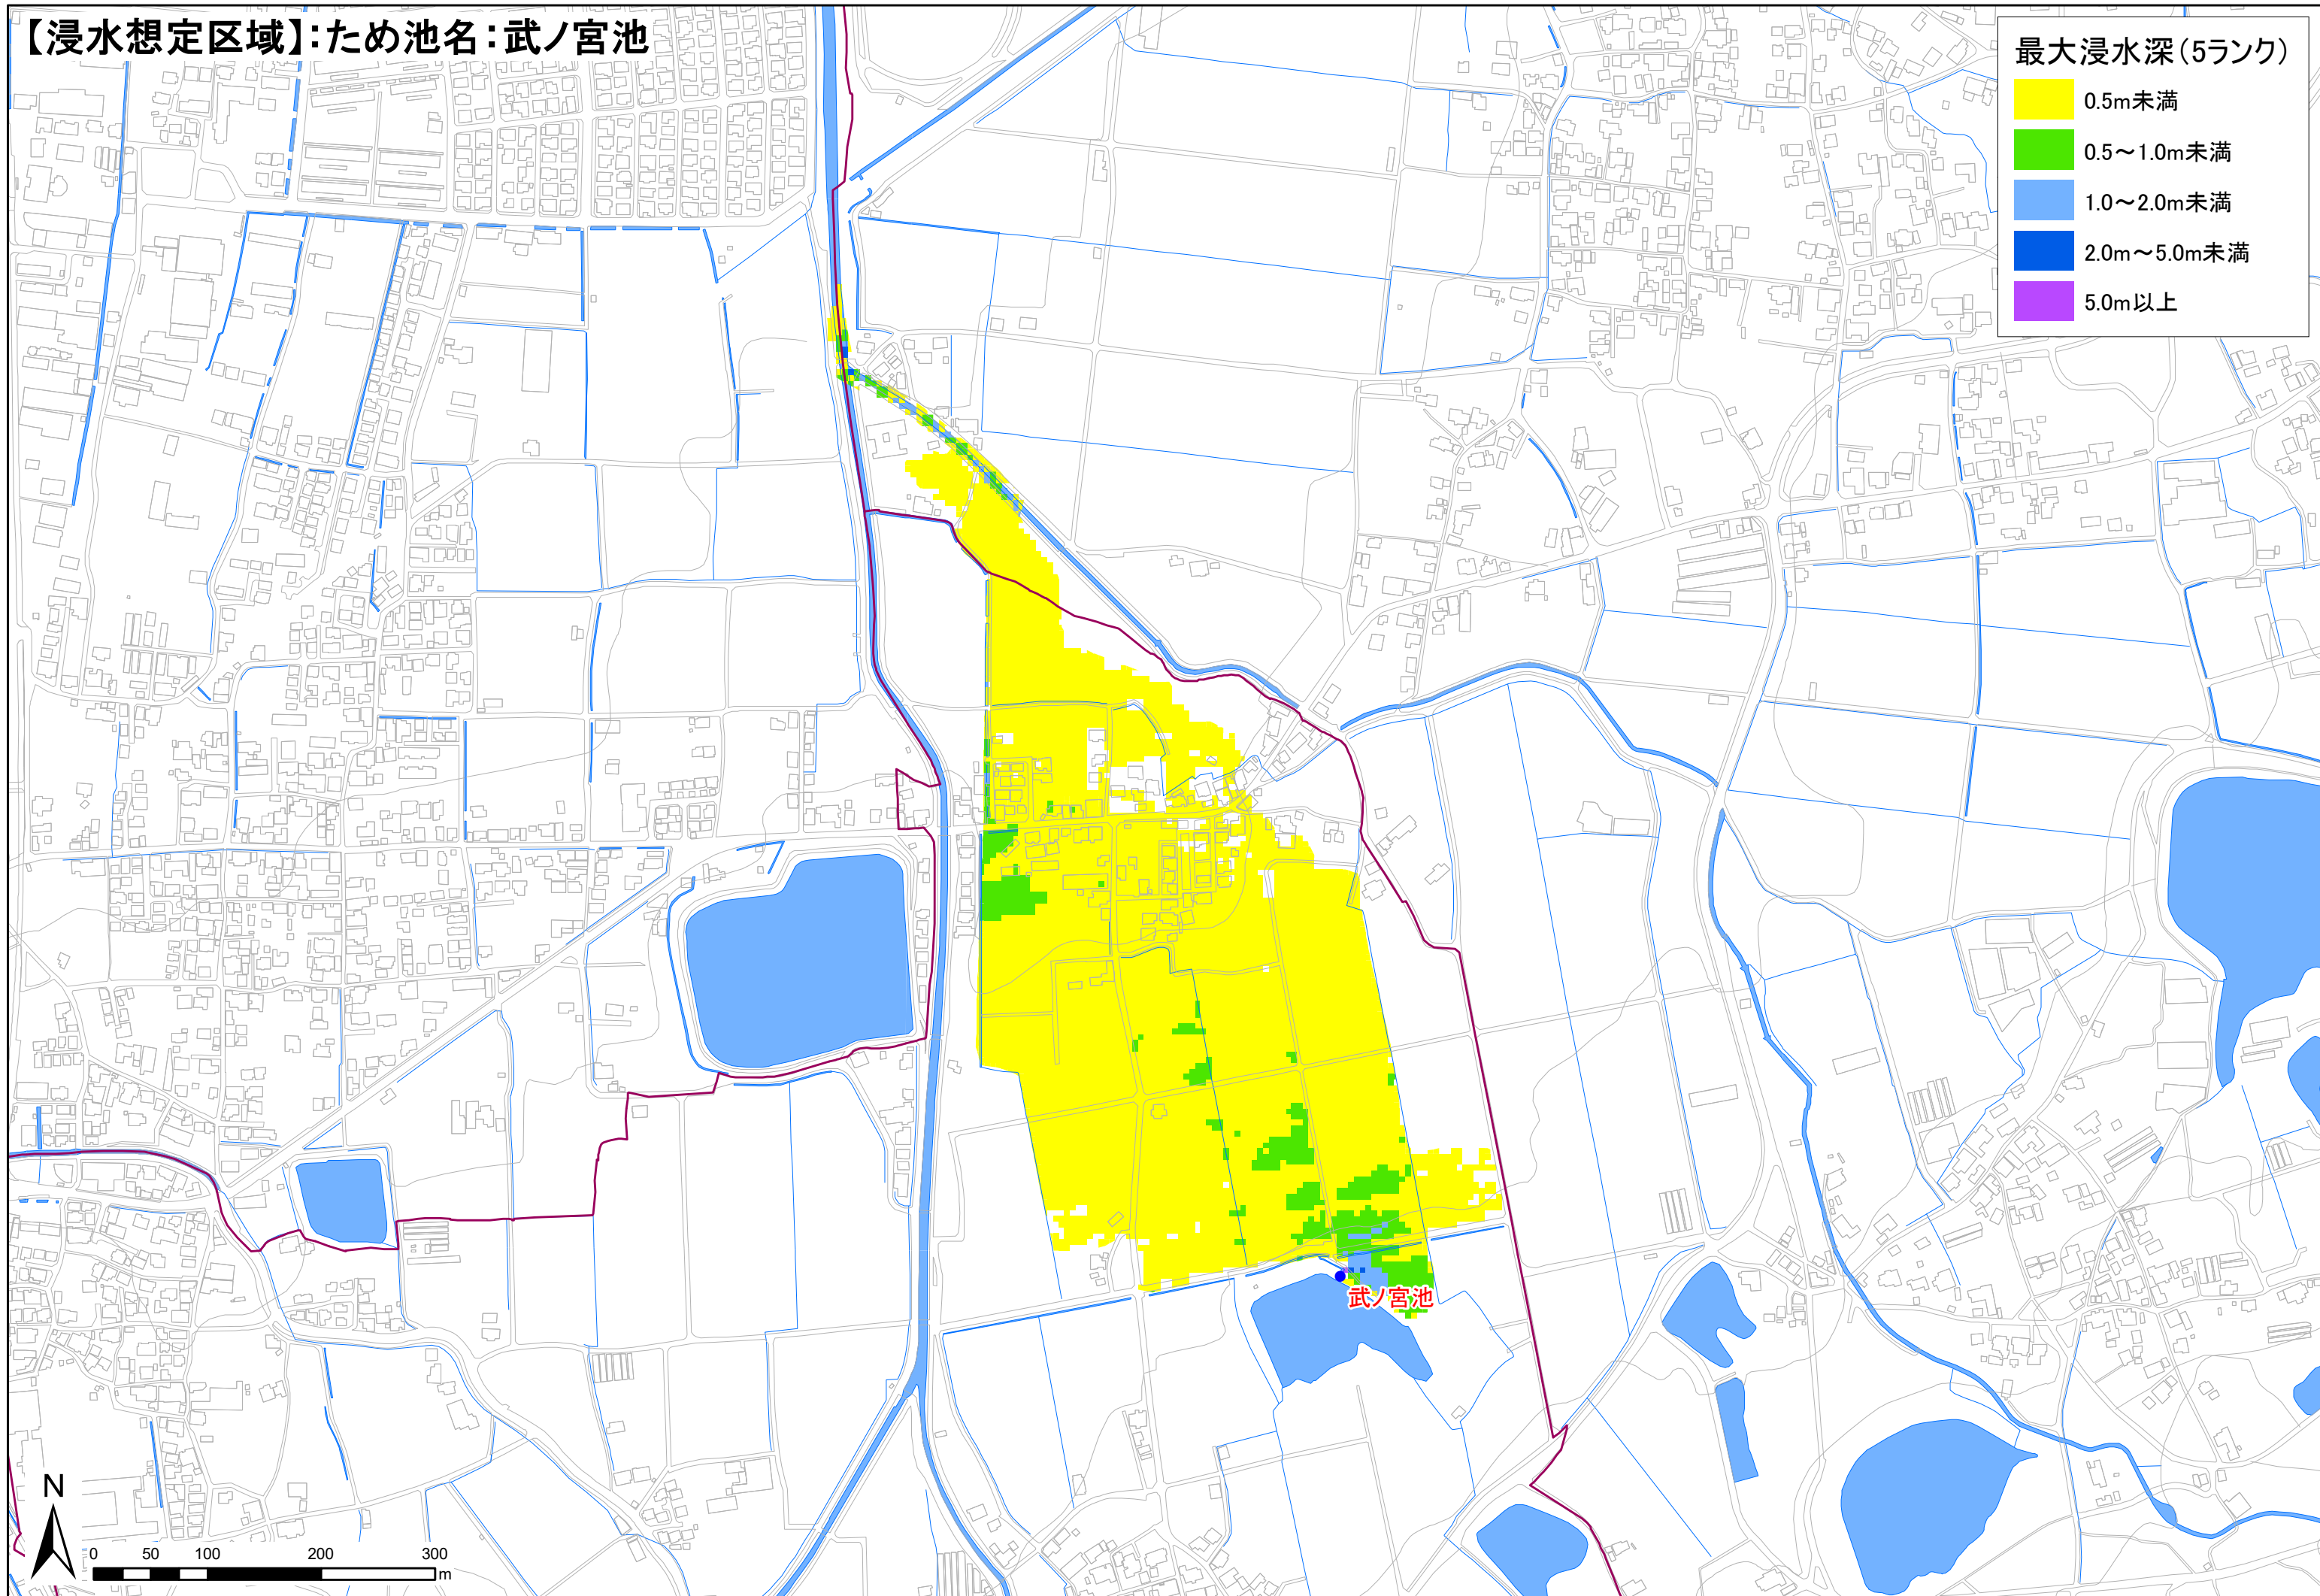 【浸水想定区域】:ため池名:武ノ宮池
最大浸水深(5ランク)
0.5m未満
0.5～1.0m未満
1.0～2.0m未満
2.0m～5.0m未満
5.0m以上
武ノ宮池
N
0 50 100 200 300
m